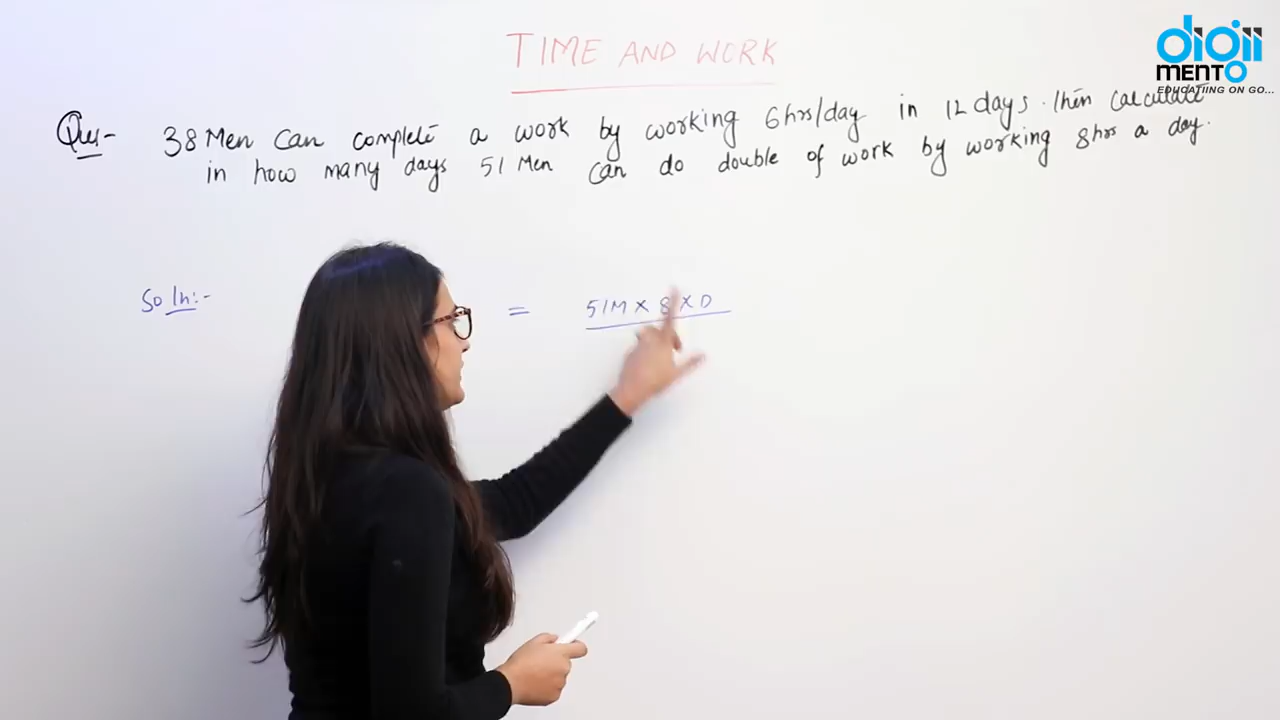 TIME AND WORK
digii
MENTO
EDUCATIING ON GO...
Que:- 38 Men can complete a work by working 6hrs/day in 12 days. Then calculate
in how many days 51 Men can do double of work by working 8hrs a day.
Soln:- = 51M × 8 × D